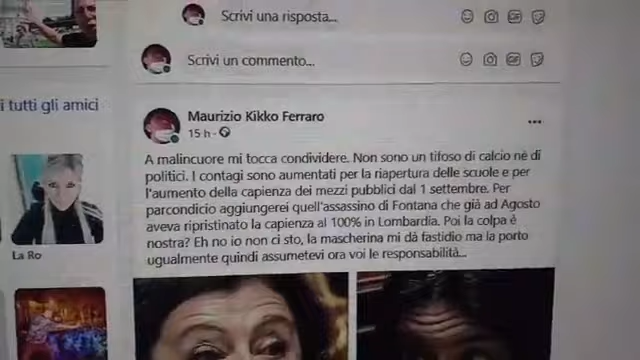 Scrivi una risposta...
Scrivi un commento...
i tutti gli amici
Maurizio Kikko Ferraro
15 h ·
A malincuore mi tocca condividere. Non sono un tifoso di calcio nè di
politici. I contagi sono aumentati per la riapertura delle scuole e per
l'aumento della capienza dei mezzi pubblici dal 1 settembre. Per
parcondicio aggiungerei quell'assassino di Fontana che già ad Agosto
aveva ripristinato la capienza al 100% in Lombardia. Poi la colpa è
nostra? Eh no io non ci sto, la mascherina mi dà fastidio ma la porto
ugualmente quindi assumetevi ora voi le responsabilità...
La Ro